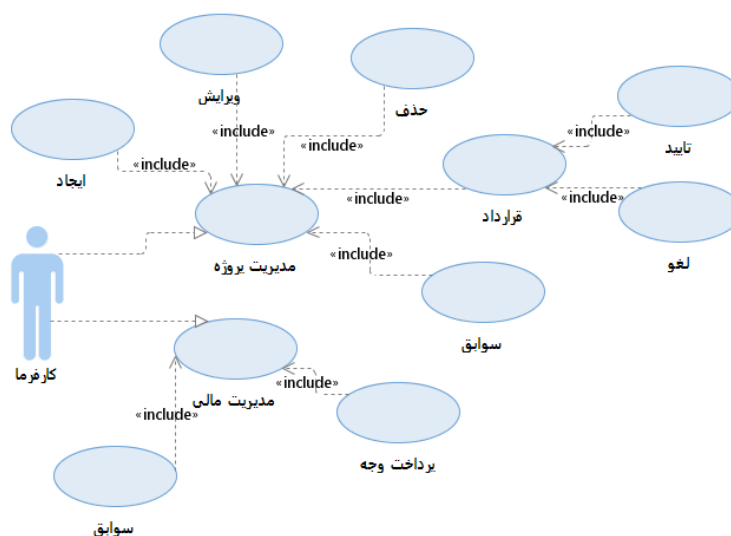 ویرایش
حذف
«include»
«include»
«include»
تایید
ایجاد
«include»
قرارداد
«include»
«include»
لغو
مدیریت پروژه
«include»
سوابق
کارفرما
مدیریت مالی
«include»
«include»
پرداخت وجه
سوابق